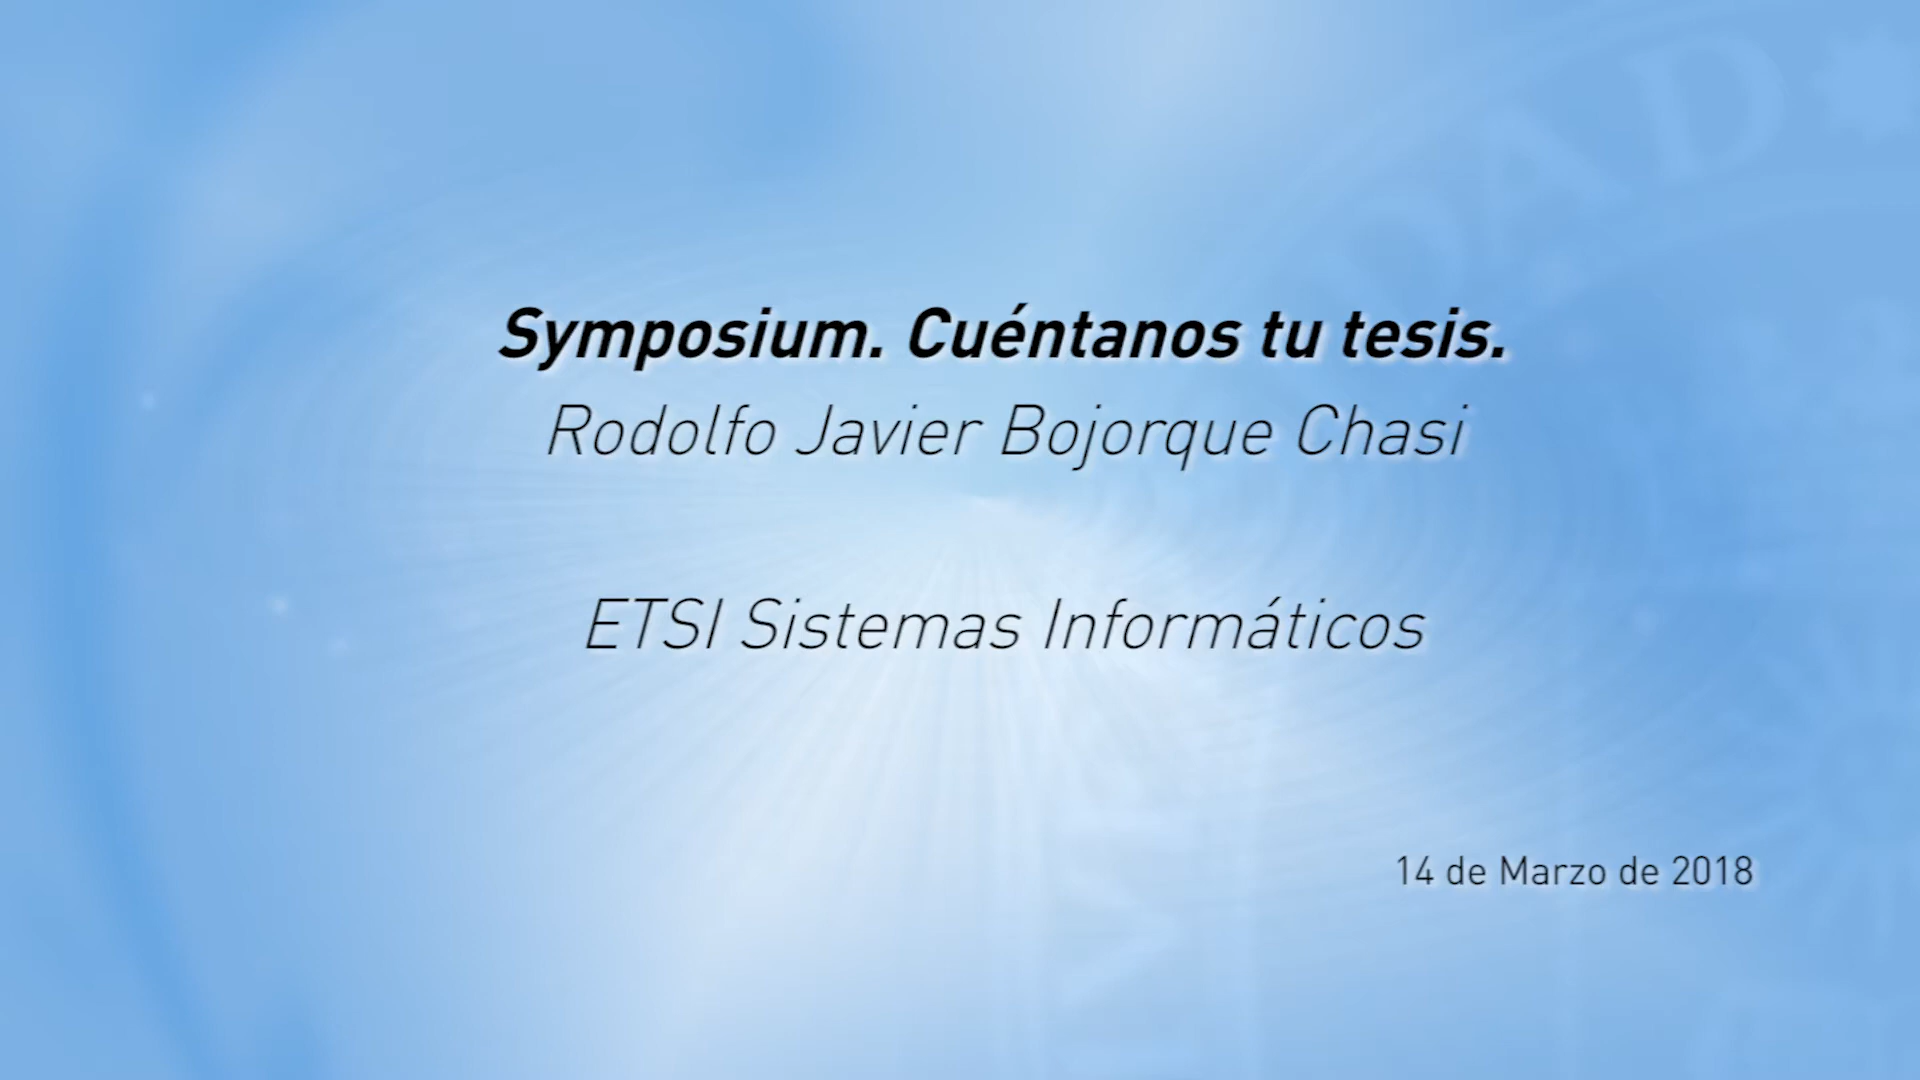 Symposium. Cuéntanos tu tesis.
Rodolfo Javier Bojorque Chasi
ETSI Sistemas Informáticos
14 de Marzo de 2018